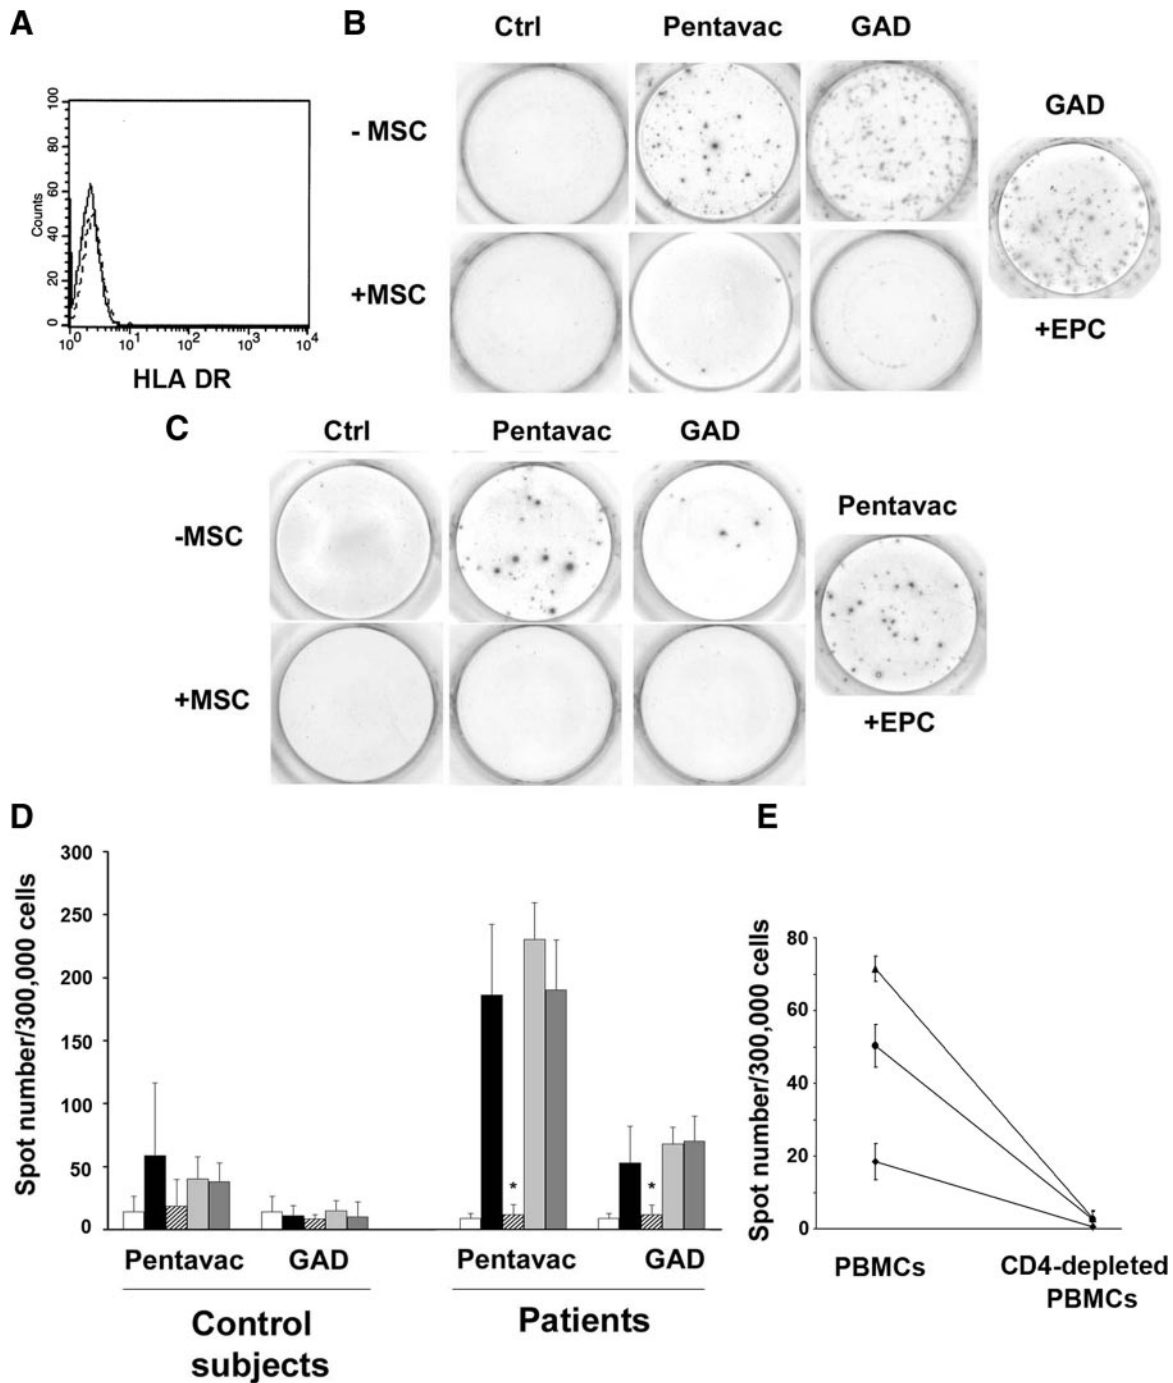 A
100
80
60
40
20
0
Counts
10⁰ 10¹ 10² 10³ 10⁴
HLA DR
B
Ctrl Pentavac GAD
- MSC
+MSC
GAD
+EPC
C
Ctrl Pentavac GAD
-MSC
+MSC
Pentavac
+EPC
D
Spot number/300,000 cells
300
250
200
150
100
50
0
* *
Pentavac GAD Pentavac GAD
Control
subjects
Patients
E
Spot number/300,000 cells
80
60
40
20
0
PBMCs CD4-depleted
PBMCs